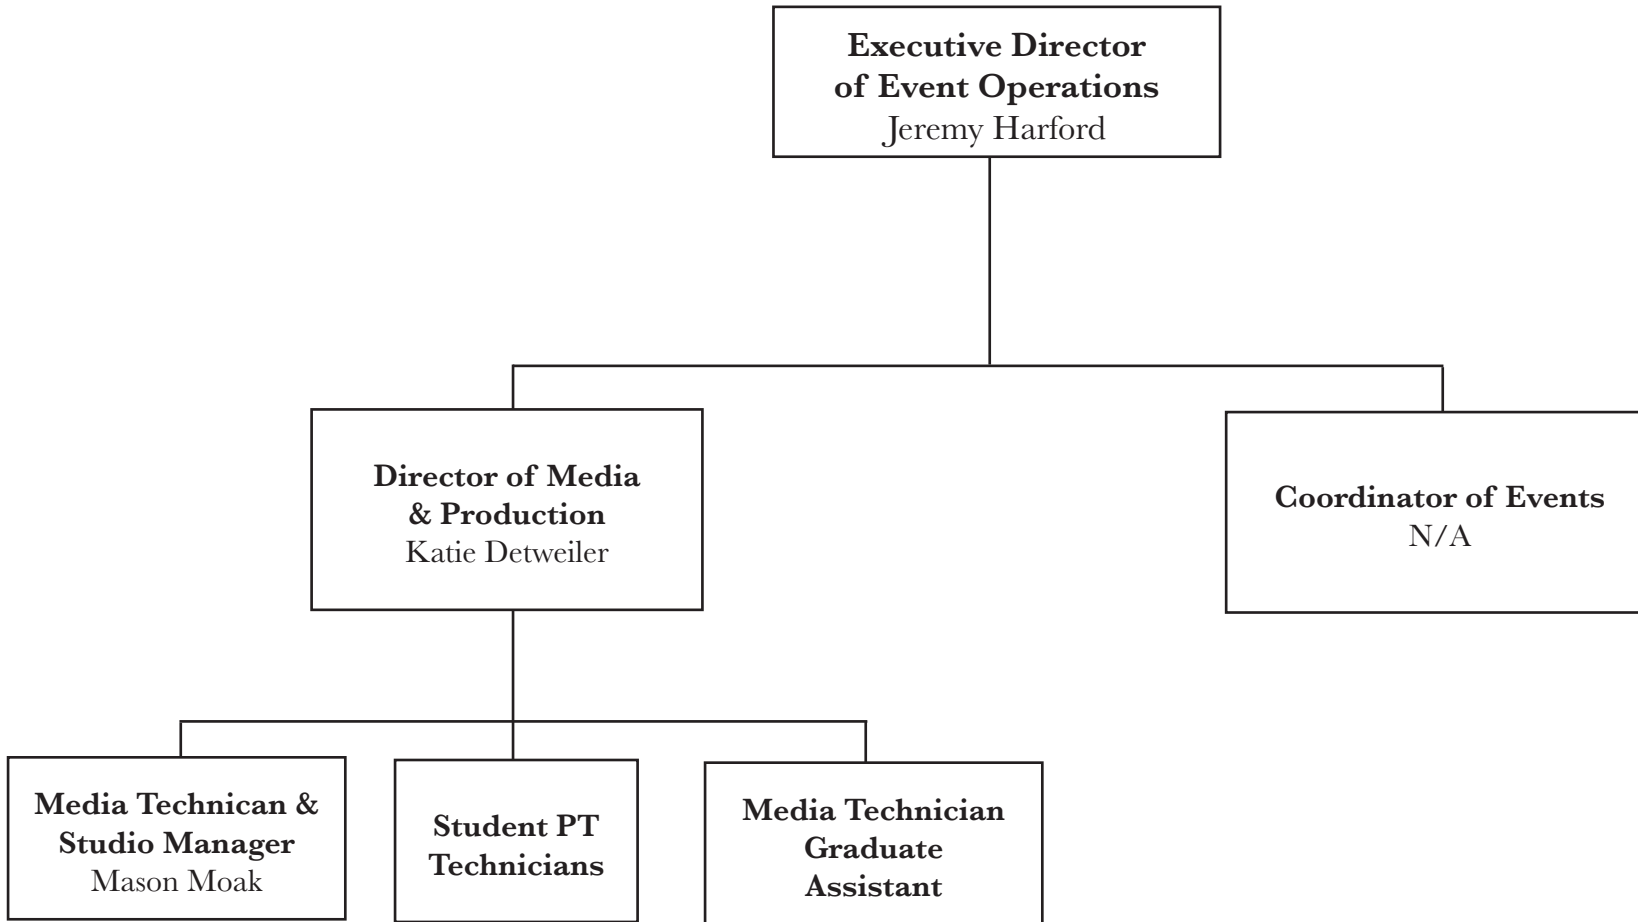 Executive Director
of Event Operations
Jeremy Harford
Director of Media
& Production
Katie Detweiler
Coordinator of Events
N/A
Media Technican &
Studio Manager
Mason Moak
Student PT
Technicians
Media Technician
Graduate
Assistant